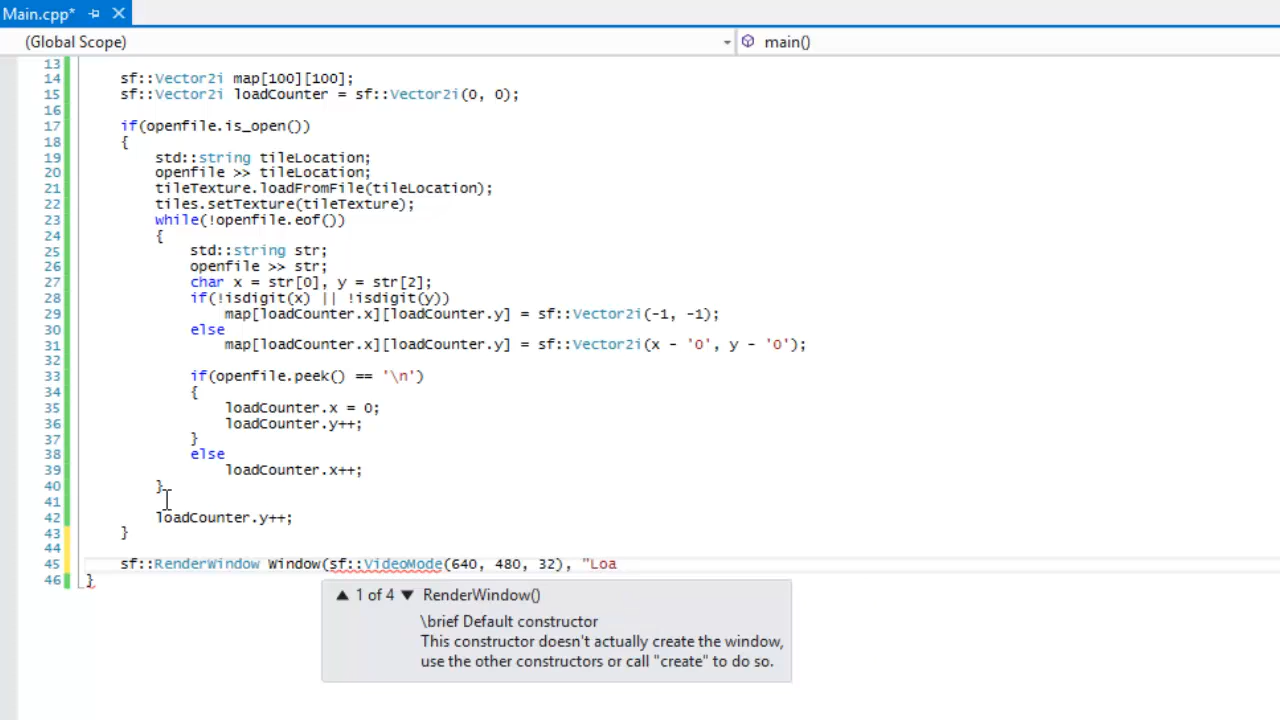 Main.cpp*
(Global Scope) main()
13
14 sf::Vector2i map[100][100];
15 sf::Vector2i loadCounter = sf::Vector2i(0, 0);
16
17 if(openfile.is_open())
18 {
19 std::string tileLocation;
20 openfile >> tileLocation;
21 tileTexture.loadFromFile(tileLocation);
22 tiles.setTexture(tileTexture);
23 while(!openfile.eof())
24 {
25 std::string str;
26 openfile >> str;
27 char x = str[0], y = str[2];
28 if(!isdigit(x) || !isdigit(y))
29 map[loadCounter.x][loadCounter.y] = sf::Vector2i(-1, -1);
30 else
31 map[loadCounter.x][loadCounter.y] = sf::Vector2i(x - '0', y - '0');
32
33 if(openfile.peek() == '\n')
34 {
35 loadCounter.x = 0;
36 loadCounter.y++;
37 }
38 else
39 loadCounter.x++;
40 }
41
42 loadCounter.y++;
43 }
44
45 sf::RenderWindow Window(sf::VideoMode(640, 480, 32), "Loa
46 }
▲ 1 of 4 ▼ RenderWindow()
\brief Default constructor
This constructor doesn't actually create the window,
use the other constructors or call "create" to do so.